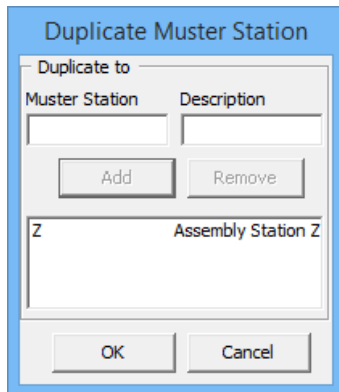 Duplicate Muster Station
Duplicate to
Muster Station Description
Add Remove
Z Assembly Station Z
OK Cancel